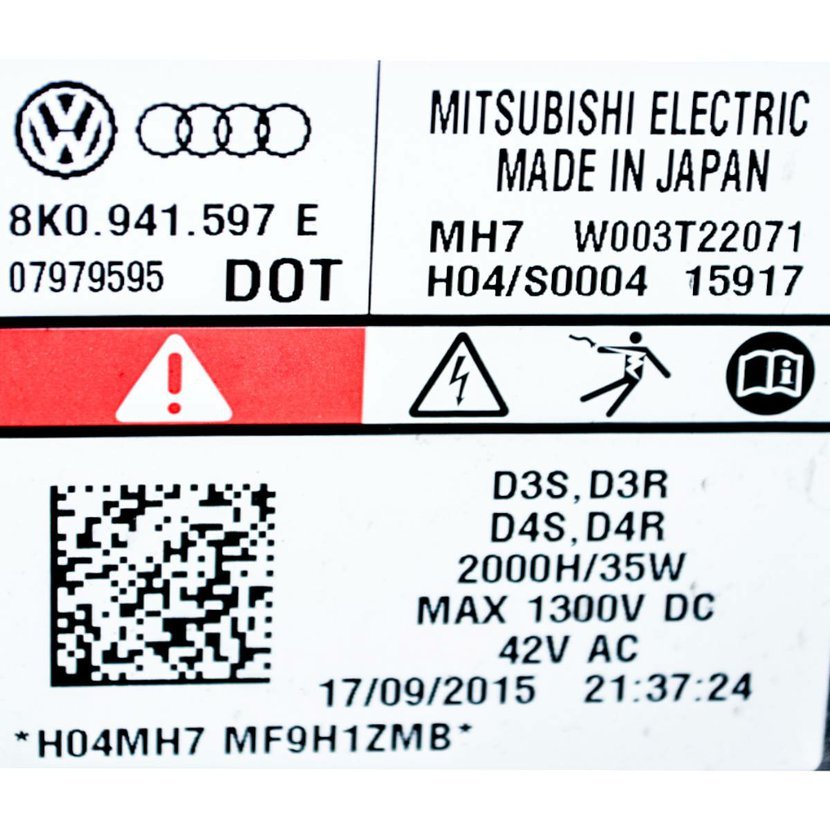 8K0.941.597 E
07979595 DOT
MITSUBISHI ELECTRIC
MADE IN JAPAN
MH7 W003T22071
H04/S0004 15917
D3S,D3R
D4S,D4R
2000H/35W
MAX 1300V DC
42V AC
17/09/2015 21:37:24
*H04MH7 MF9H1ZMB*